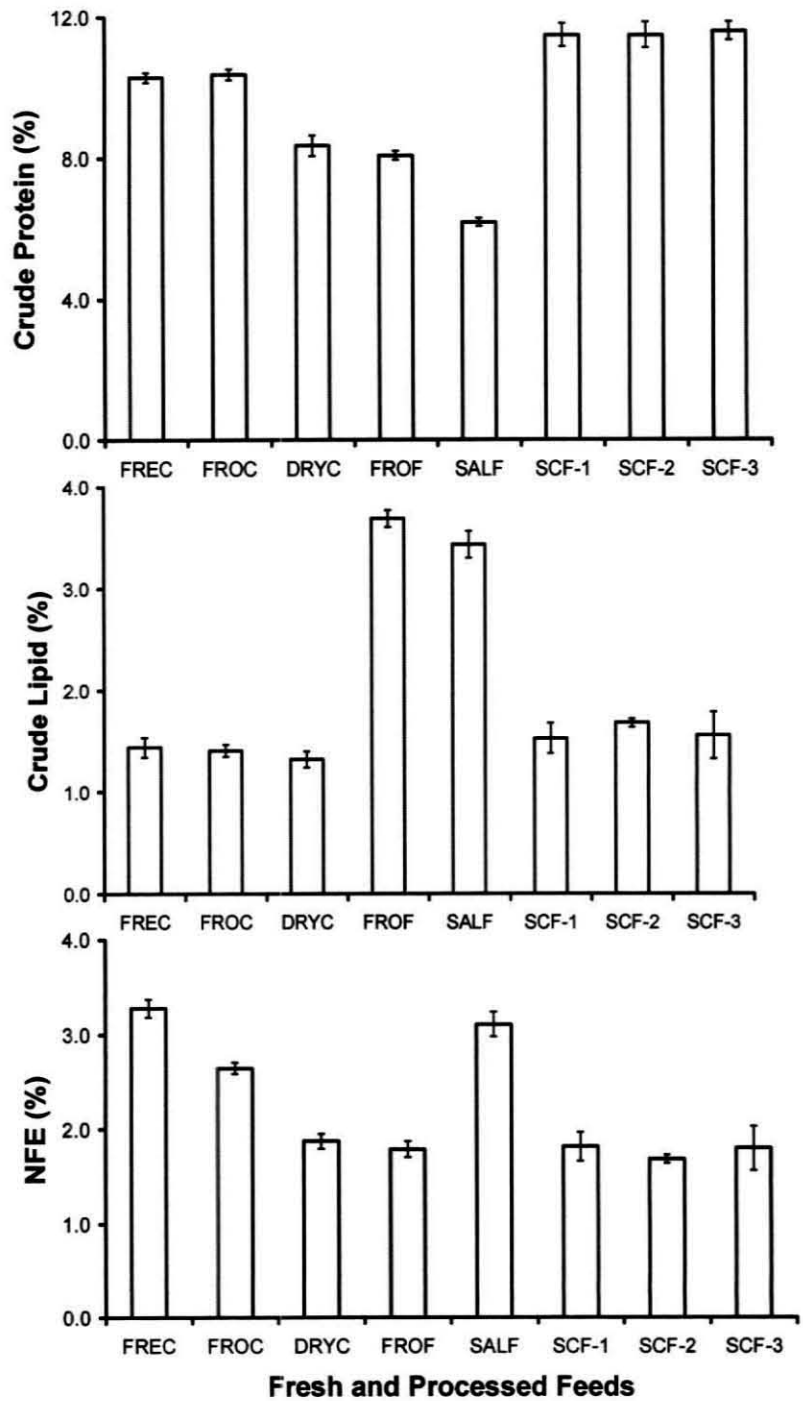 Crude Protein (%)
12.0
8.0
4.0
0.0
FREC FROC DRYC FROF SALF SCF-1 SCF-2 SCF-3
Crude Lipid (%)
4.0
3.0
2.0
1.0
0.0
FREC FROC DRYC FROF SALF SCF-1 SCF-2 SCF-3
NFE (%)
4.0
3.0
2.0
1.0
0.0
FREC FROC DRYC FROF SALF SCF-1 SCF-2 SCF-3
Fresh and Processed Feeds